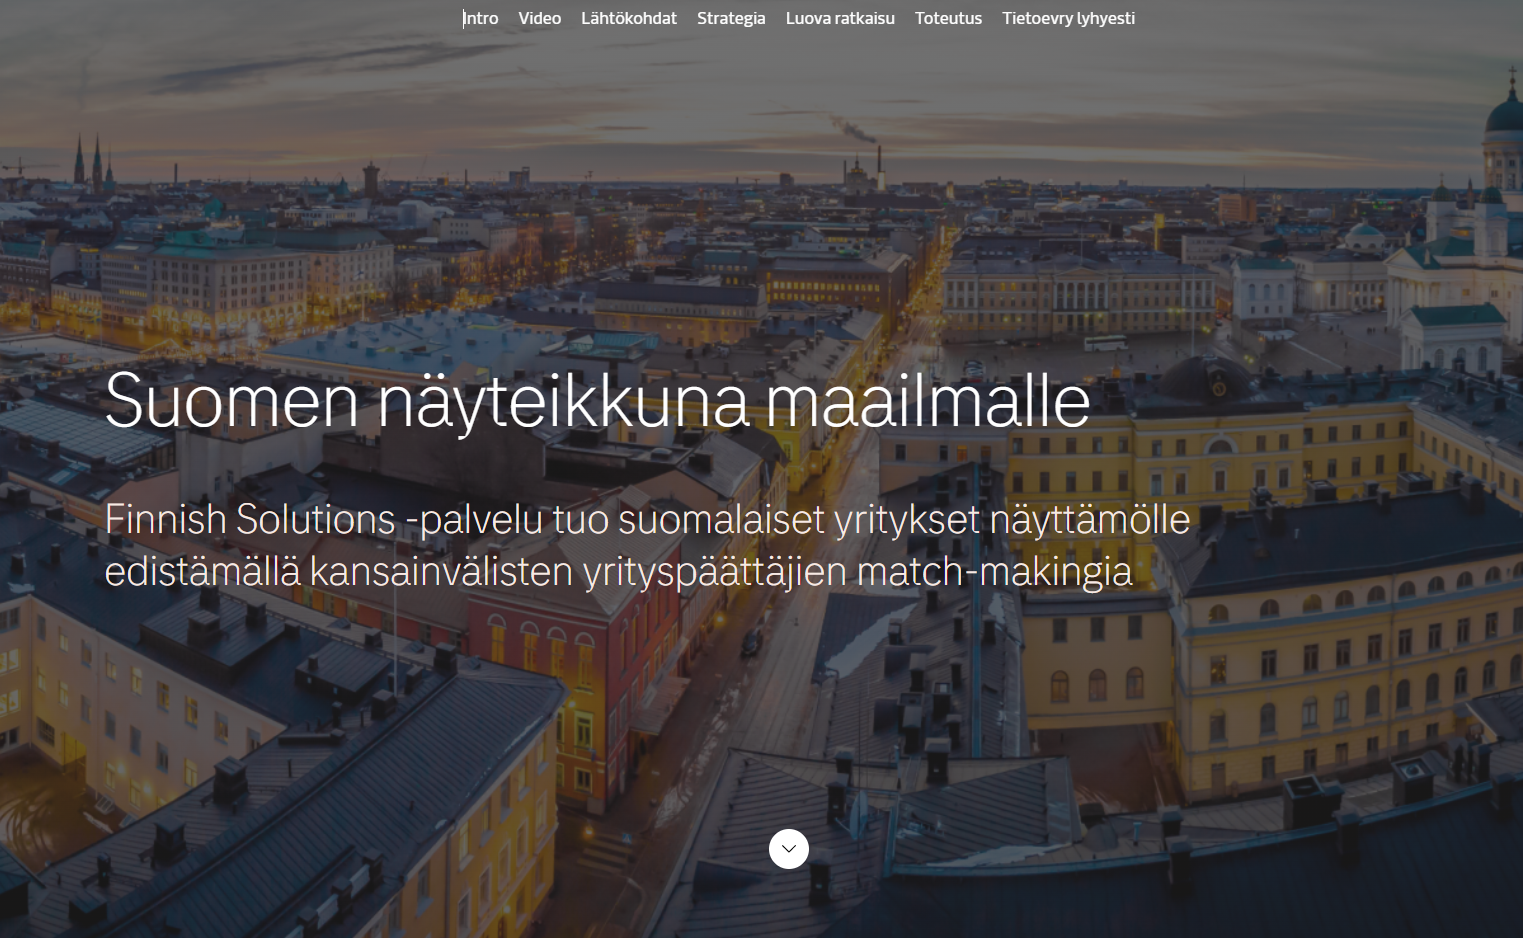 Intro Video Lähtökohdat Strategia Luova ratkaisu Toteutus Tietoevry lyhyesti
Suomen näyteikkuna maailmalle
Finnish Solutions -palvelu tuo suomalaiset yritykset näyttämölle
edistämällä kansainvälisten yrityspäättäjien match-makingia